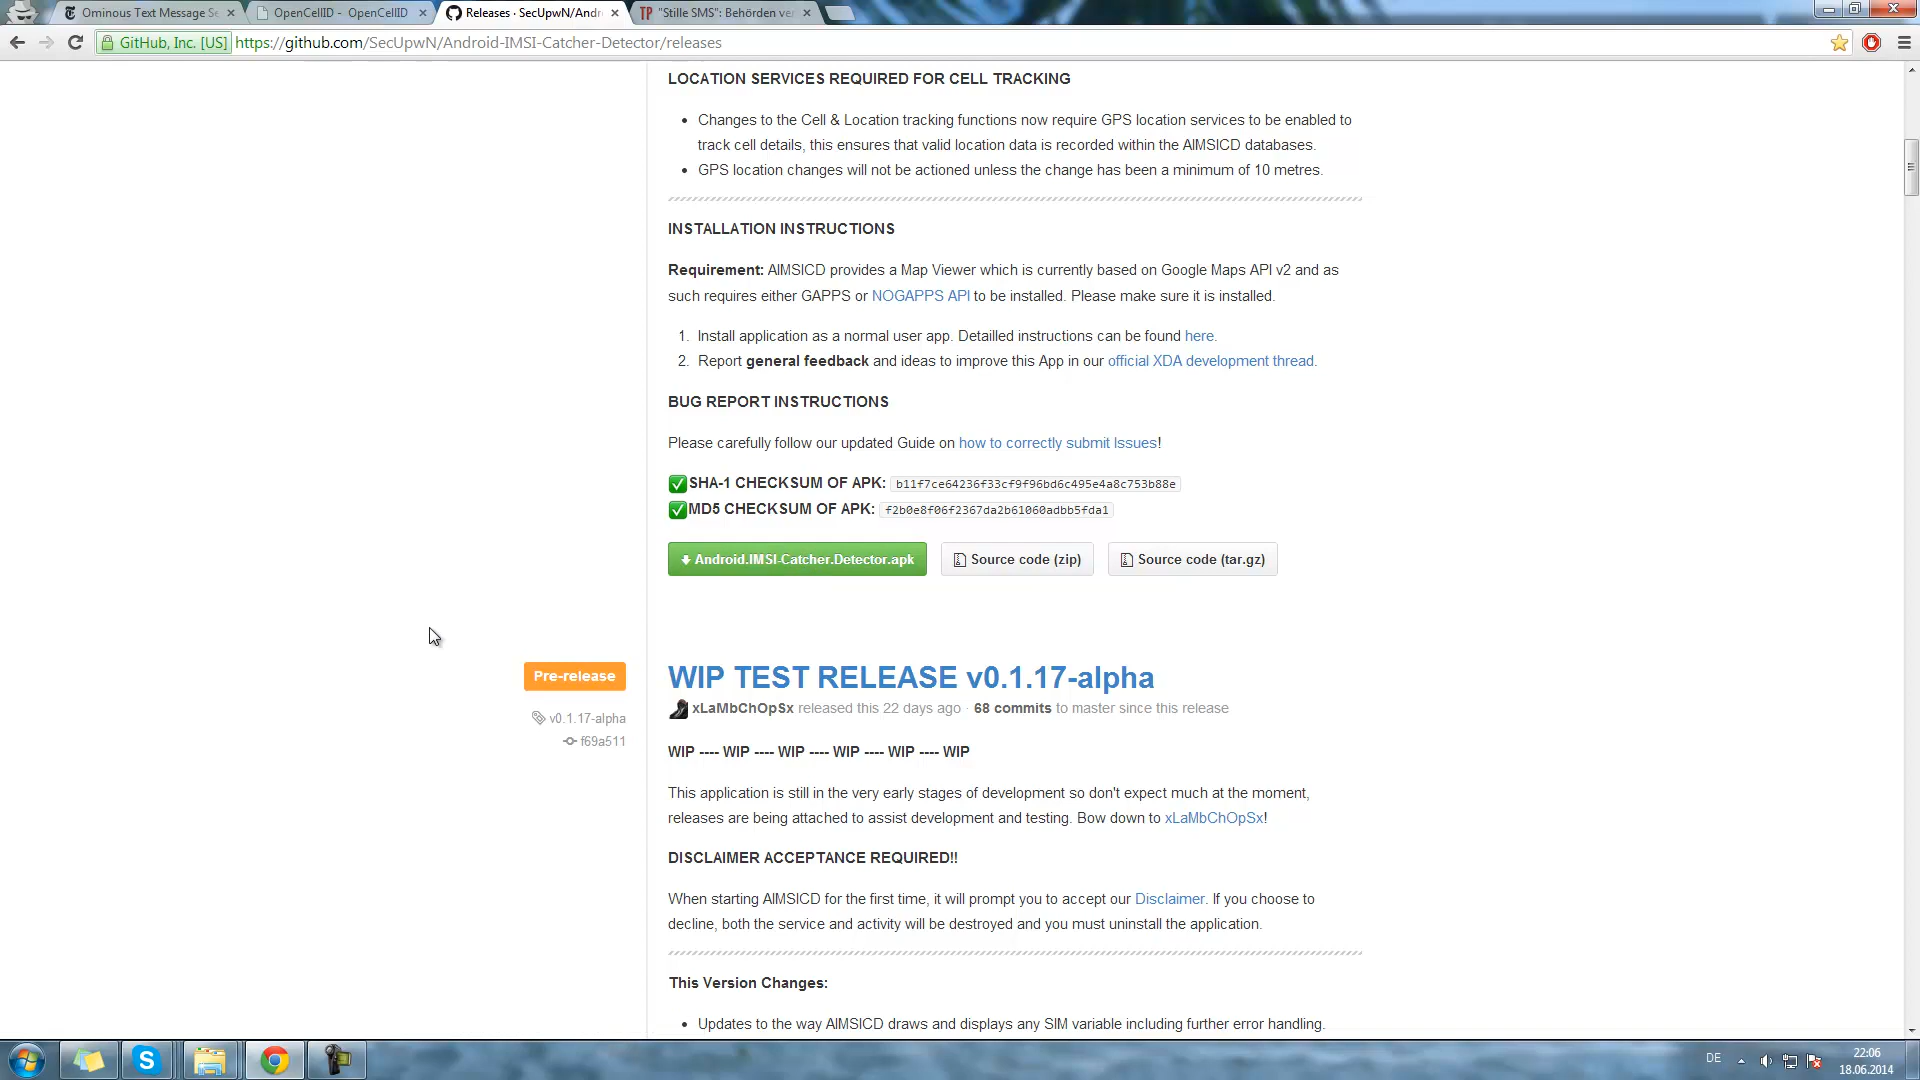 Ominous Text Message Se
OpenCellID - OpenCellID
Releases · SecUpwN/Andr
TP "Stille SMS": Behörden ver
GitHub, Inc. [US] https://github.com/SecUpwN/Android-IMSI-Catcher-Detector/releases
LOCATION SERVICES REQUIRED FOR CELL TRACKING
• Changes to the Cell & Location tracking functions now require GPS location services to be enabled to
track cell details, this ensures that valid location data is recorded within the AIMSICD databases.
• GPS location changes will not be actioned unless the change has been a minimum of 10 metres.
INSTALLATION INSTRUCTIONS
Requirement: AIMSICD provides a Map Viewer which is currently based on Google Maps API v2 and as
such requires either GAPPS or NOGAPPS API to be installed. Please make sure it is installed.
1. Install application as a normal user app. Detailled instructions can be found here.
2. Report general feedback and ideas to improve this App in our official XDA development thread.
BUG REPORT INSTRUCTIONS
Please carefully follow our updated Guide on how to correctly submit Issues!
SHA-1 CHECKSUM OF APK: b11f7ce64236f33cf9f96bd6c495e4a8c753b88e
MD5 CHECKSUM OF APK: f2b0e8f06f2367da2b61060adbb5fda1
Android.IMSI-Catcher.Detector.apk
Source code (zip)
Source code (tar.gz)
Pre-release
v0.1.17-alpha
f69a511
WIP TEST RELEASE v0.1.17-alpha
xLaMbChOpSx released this 22 days ago · 68 commits to master since this release
WIP ---- WIP ---- WIP ---- WIP ---- WIP ---- WIP
This application is still in the very early stages of development so don't expect much at the moment,
releases are being attached to assist development and testing. Bow down to xLaMbChOpSx!
DISCLAIMER ACCEPTANCE REQUIRED!!
When starting AIMSICD for the first time, it will prompt you to accept our Disclaimer. If you choose to
decline, both the service and activity will be destroyed and you must uninstall the application.
This Version Changes:
• Updates to the way AIMSICD draws and displays any SIM variable including further error handling.
DE
22:06
18.06.2014